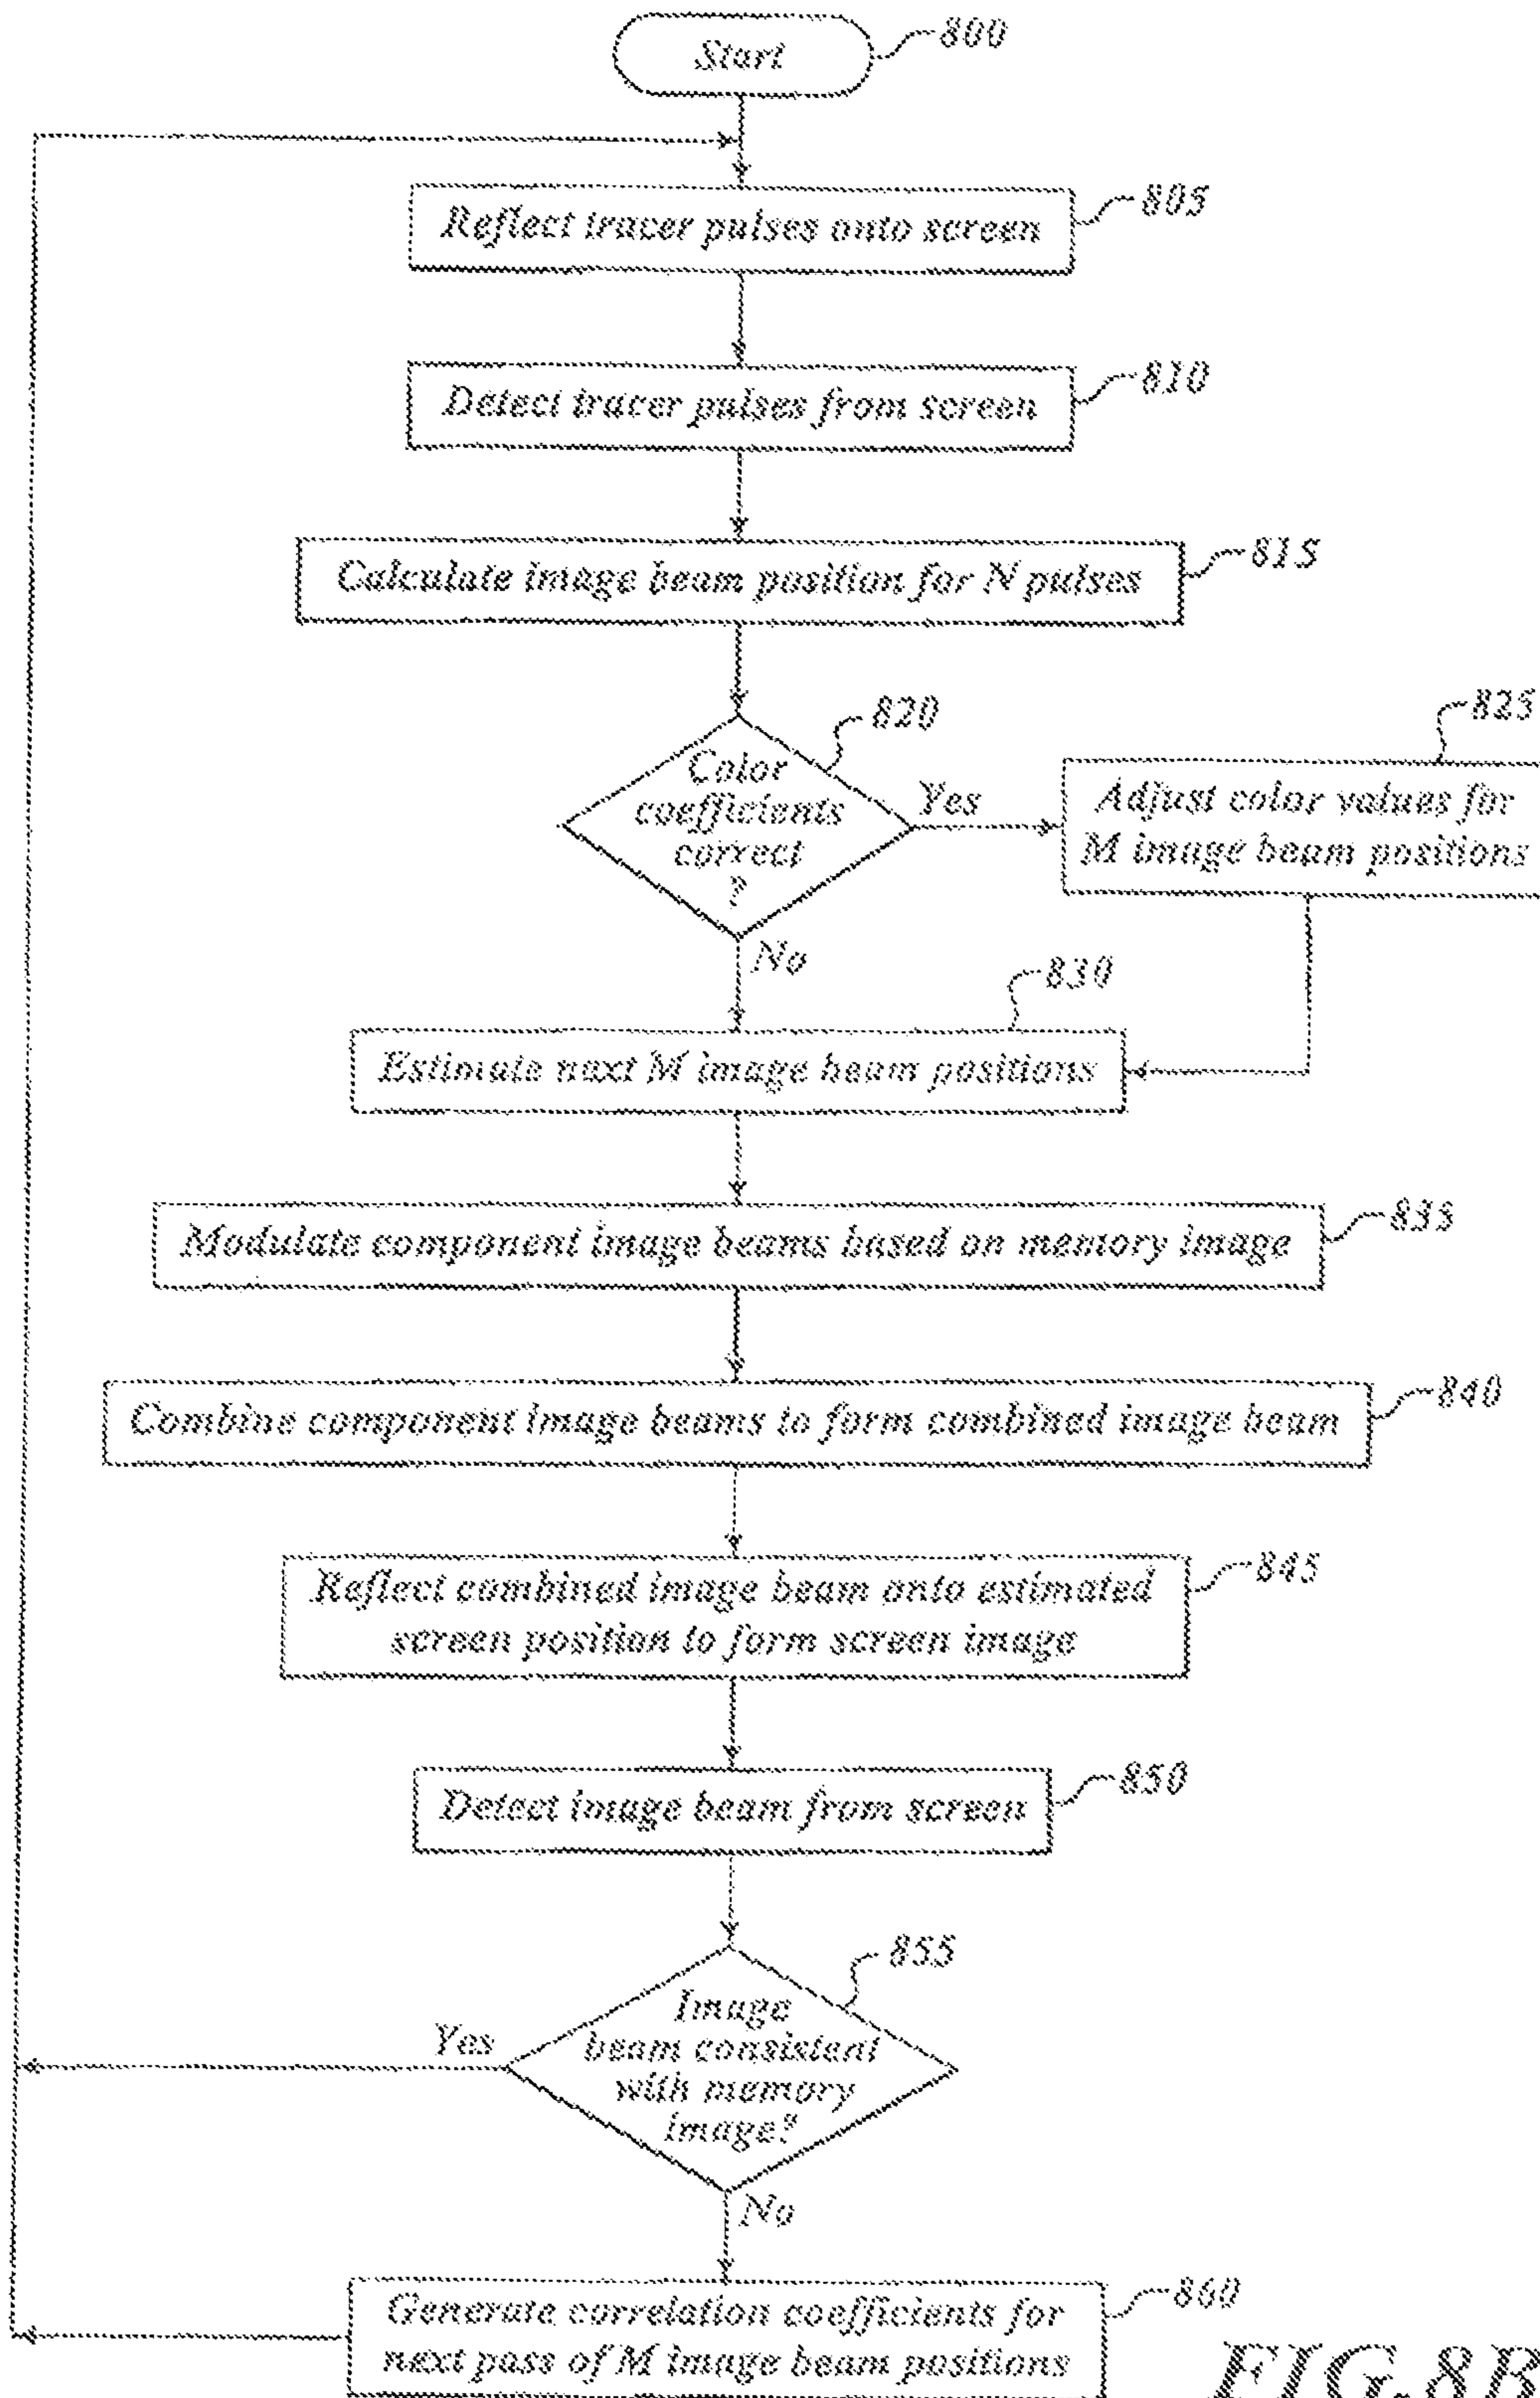 Start
800
Reflect tracer pulses onto screen
805
Detect tracer pulses from screen
810
Calculate image beam position for N pulses
815
820
Color
coefficients
correct
?
Yes
825
Adjust color values for
M image beam positions
No
830
Estimate next M image beam positions
Modulate component image beams based on memory image
835
Combine component image beams to form combined image beam
840
Reflect combined image beam onto estimated
screen position to form screen image
845
Detect image beam from screen
850
855
Image
beam consistent
with memory
image?
Yes
No
Generate correlation coefficients for
next pass of M image beam positions
860
FIG.8B